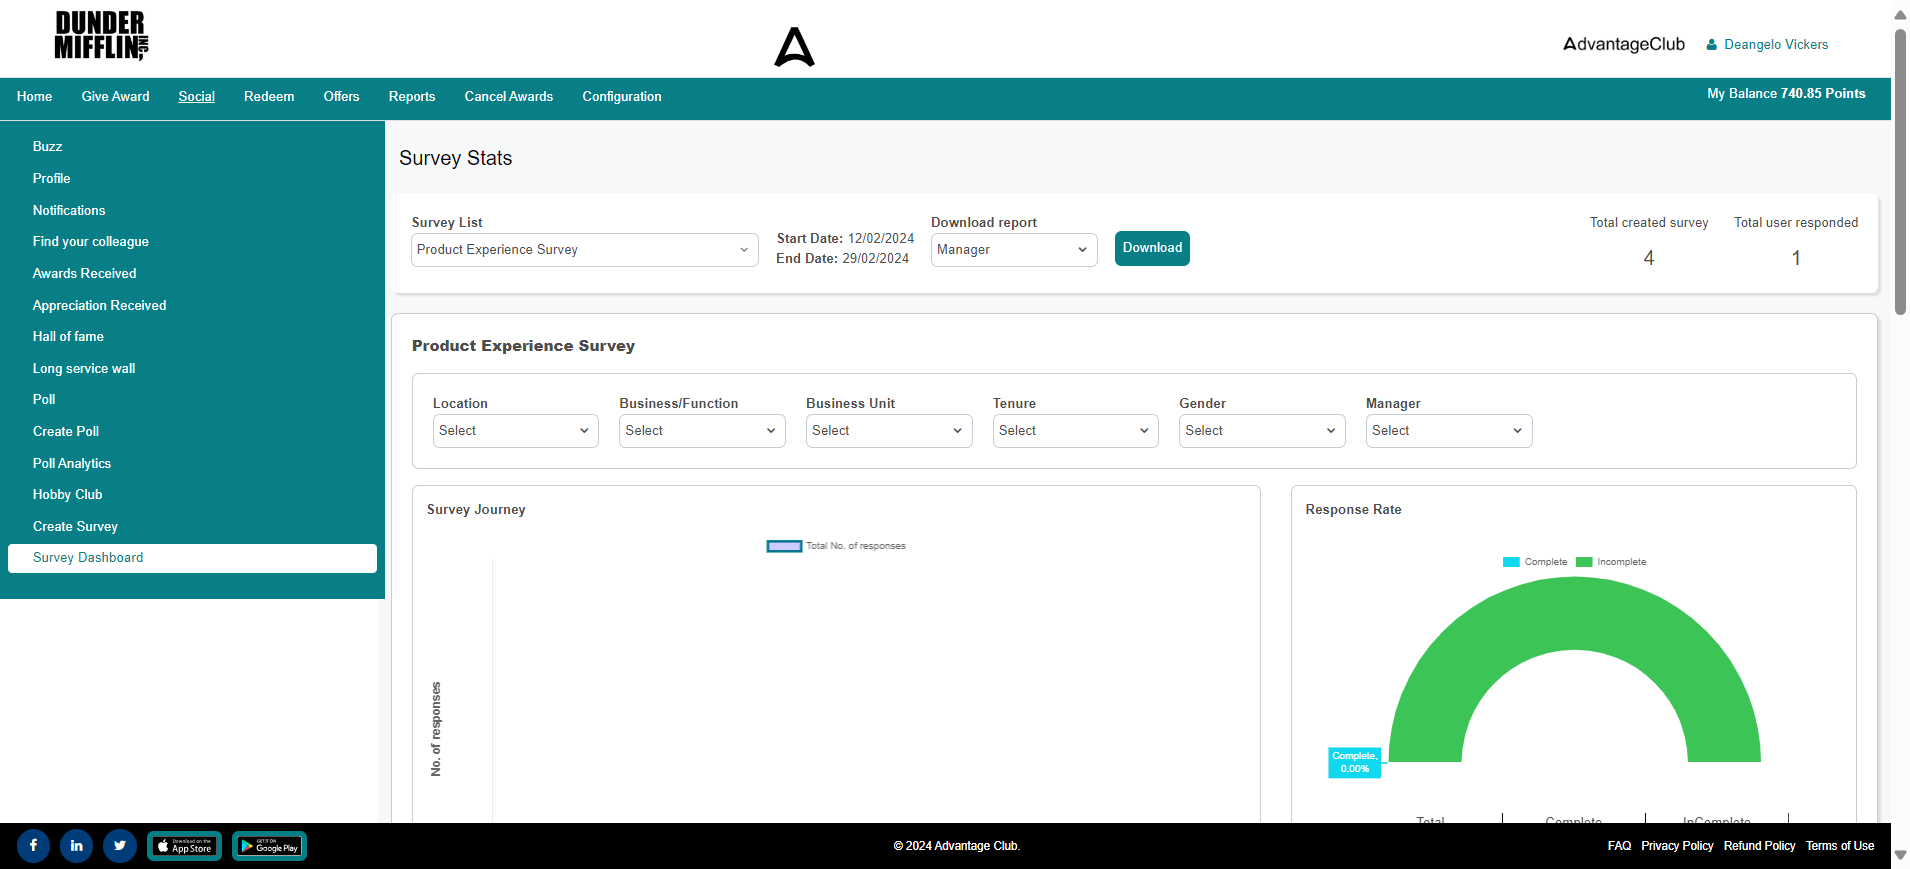 DUNDER
MIFFLIN INC,
AdvantageClub
Deangelo Vickers
Home Give Award Social Redeem Offers Reports Cancel Awards Configuration
My Balance 740.85 Points
Buzz
Profile
Notifications
Find your colleague
Awards Received
Appreciation Received
Hall of fame
Long service wall
Poll
Create Poll
Poll Analytics
Hobby Club
Create Survey
Survey Dashboard
Survey Stats
Survey List
Product Experience Survey
Start Date: 12/02/2024
End Date: 29/02/2024
Download report
Manager
Download
Total created survey
4
Total user responded
1
Product Experience Survey
Location Business/Function Business Unit Tenure Gender Manager
Select Select Select Select Select Select
Survey Journey
Total No. of responses
No. of responses
Response Rate
Complete Incomplete
Complete,
0.00%
Total Complete InComplete
Download on the
App Store
GET IT ON
Google Play
© 2024 Advantage Club.
FAQ Privacy Policy Refund Policy Terms of Use